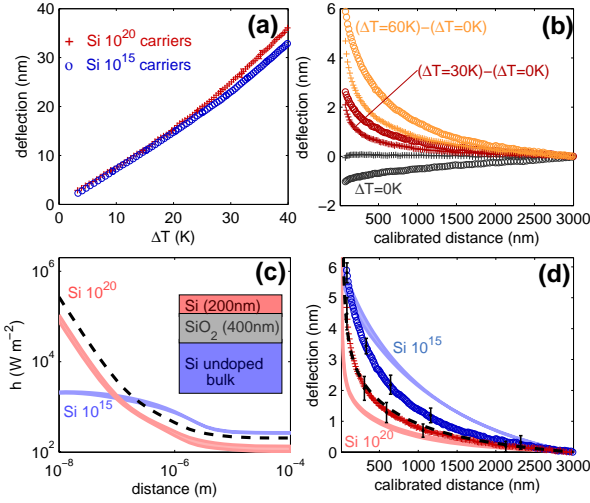 (a)
+ Si 10^20 carriers
o Si 10^15 carriers
deflection (nm)
40
30
20
10
0
0
10
20
30
40
ΔT (K)
(b)
(ΔT=60K)−(ΔT=0K)
(ΔT=30K)−(ΔT=0K)
ΔT=0K
deflection (nm)
6
4
2
0
−2
500
1000
1500
2000
2500
3000
calibrated distance (nm)
(c)
Si 10^20
Si (200nm)
SiO_2 (400nm)
Si undoped
bulk
Si 10^15
h (W m^−2)
10^6
10^4
10^2
10^−8
10^−6
10^−4
distance (m)
(d)
Si 10^15
Si 10^20
deflection (nm)
6
5
4
3
2
1
0
500
1000
1500
2000
2500
3000
calibrated distance (nm)